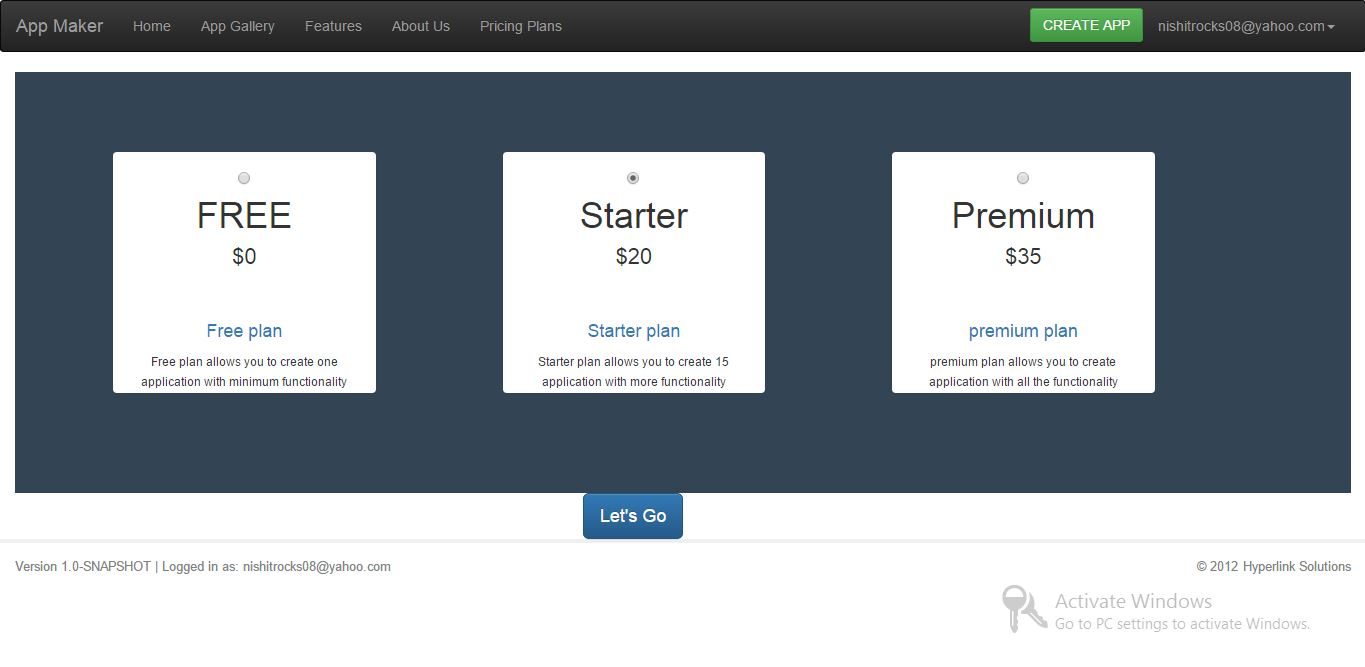 App Maker Home App Gallery Features About Us Pricing Plans CREATE APP nishitrocks08@yahoo.com
FREE
$0
Free plan
Free plan allows you to create one
application with minimum functionality
Starter
$20
Starter plan
Starter plan allows you to create 15
application with more functionality
Premium
$35
premium plan
premium plan allows you to create
application with all the functionality
Let's Go
Version 1.0-SNAPSHOT | Logged in as: nishitrocks08@yahoo.com
© 2012 Hyperlink Solutions
Activate Windows
Go to PC settings to activate Windows.